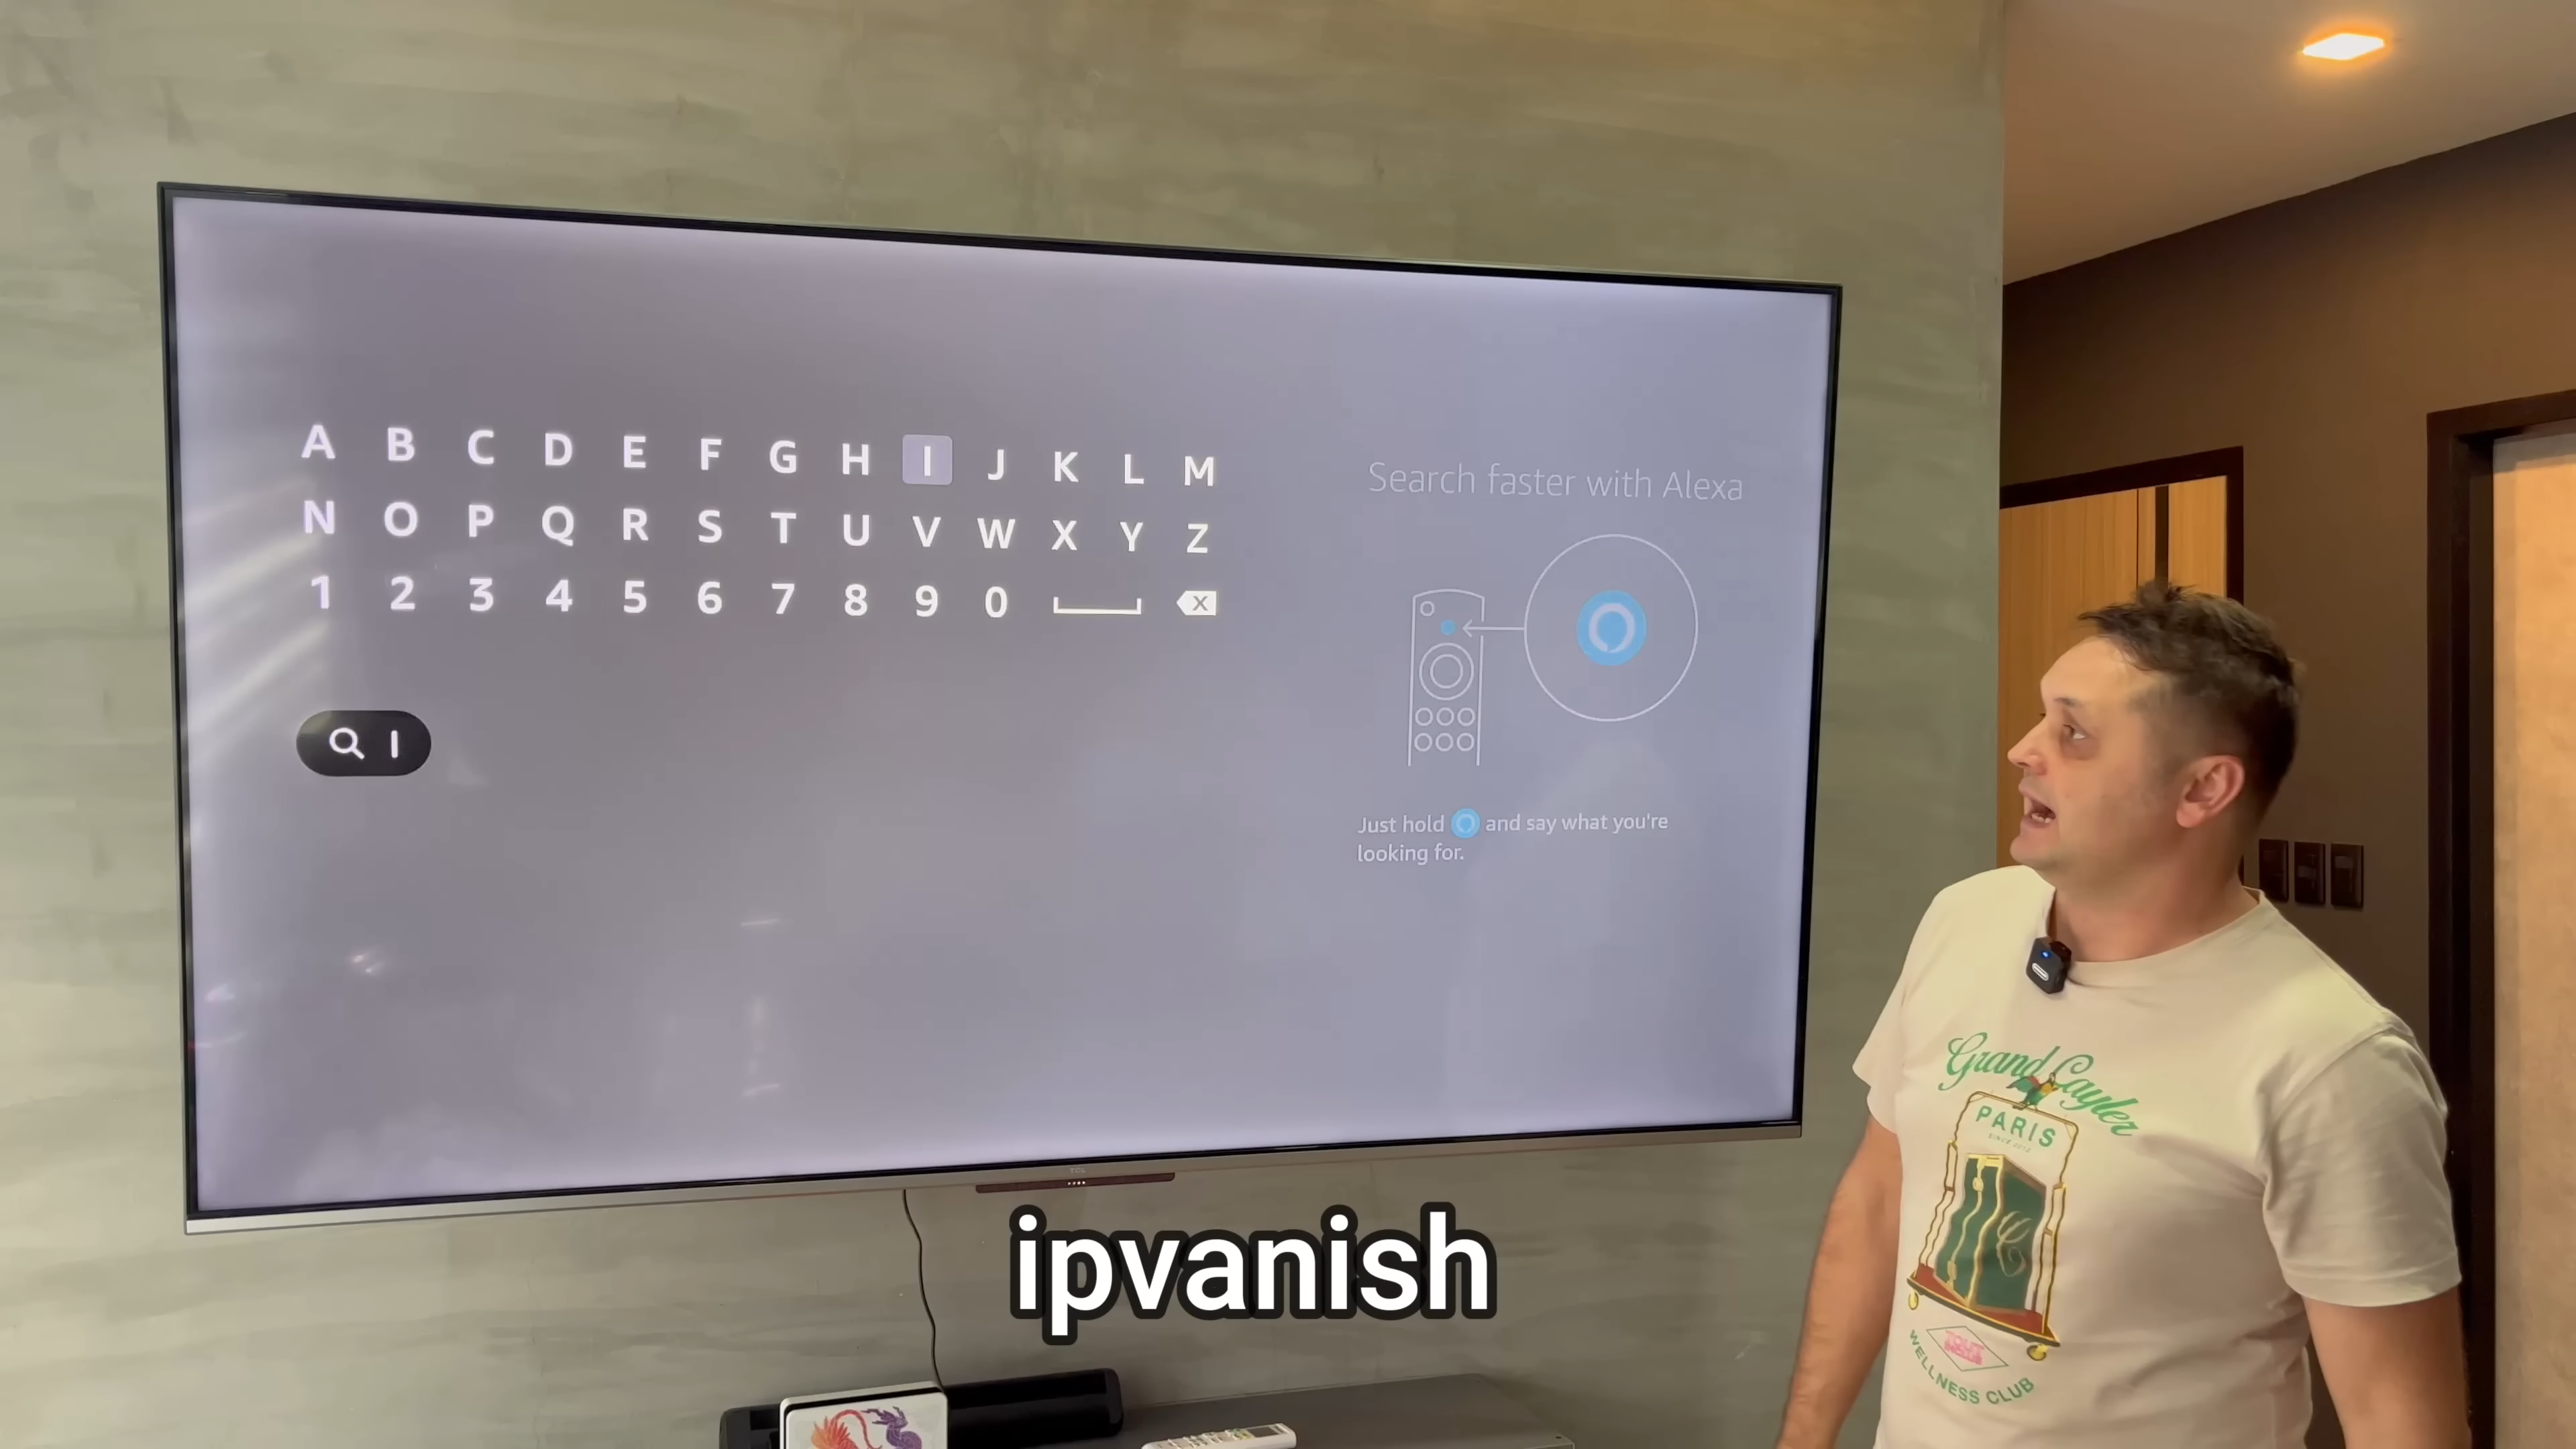 A B C D E F G H I J K L M
N O P Q R S T U V W X Y Z
1 2 3 4 5 6 7 8 9 0
I
Search faster with Alexa
Just hold and say what you're
looking for.
TCL
ipvanish
Grand Cayler
PARIS
WELLNESS CLUB